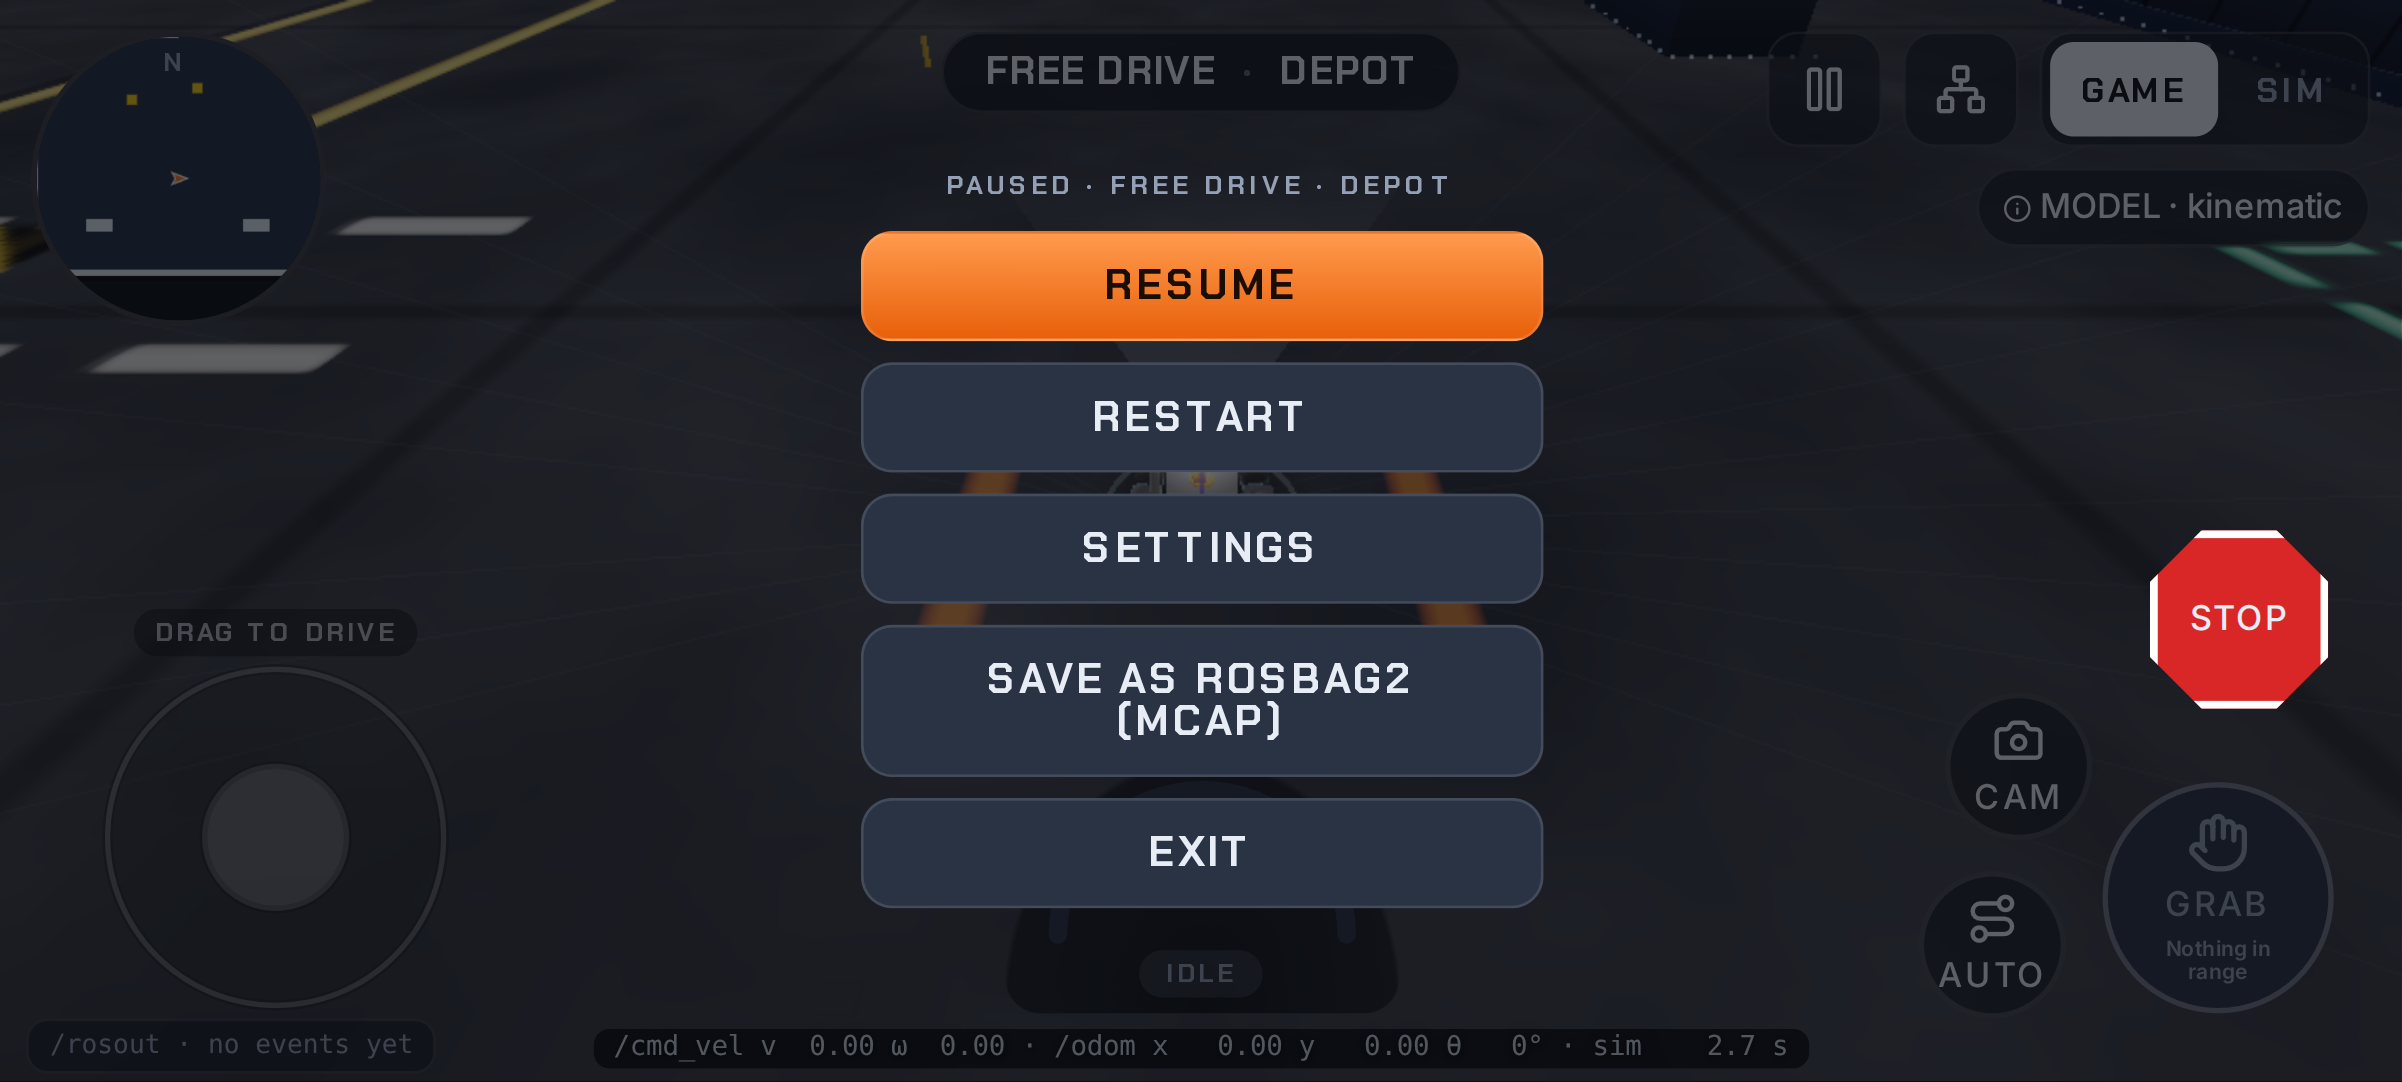 N
FREE DRIVE · DEPOT
GAME
SIM
MODEL · kinematic
PAUSED · FREE DRIVE · DEPOT
RESUME
RESTART
SETTINGS
SAVE AS ROSBAG2
(MCAP)
EXIT
STOP
DRAG TO DRIVE
CAM
GRAB
Nothing in
range
AUTO
IDLE
/rosout · no events yet
/cmd_vel v 0.00 ω 0.00 · /odom x 0.00 y 0.00 θ 0° · sim 2.7 s